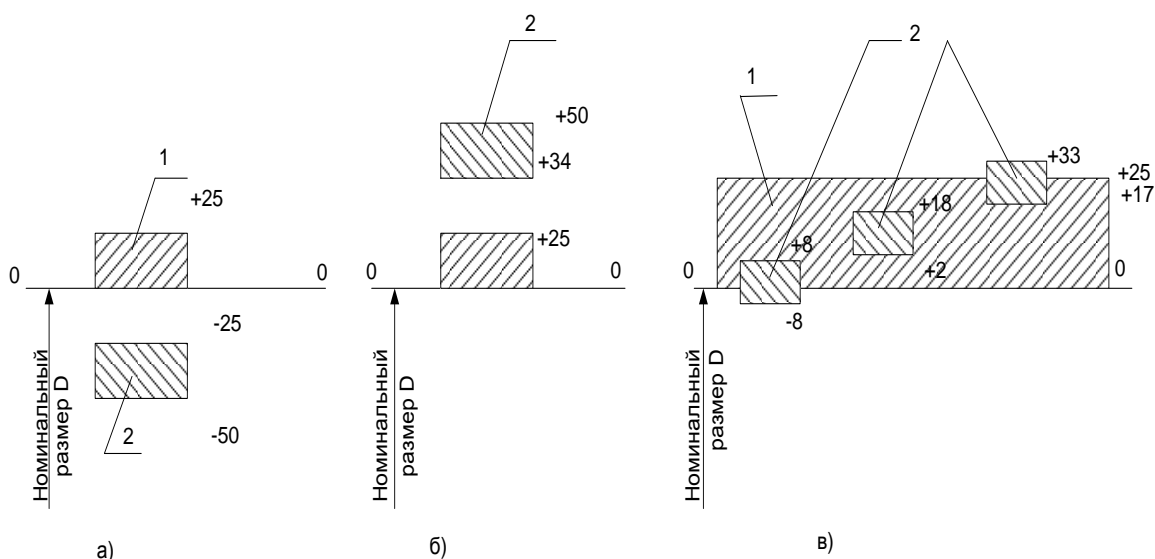 1
+25
0
0
-25
2
-50
Номинальный
размер D
а)
2
+50
+34
+25
0
0
Номинальный
размер D
б)
2
1
+33
+25
+17
+18
+8
+2
0
0
-8
Номинальный
размер D
в)